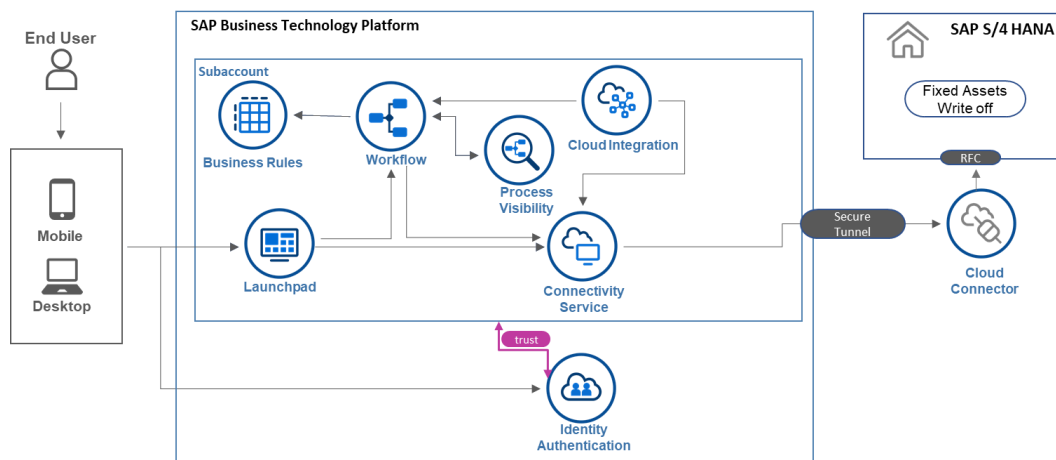 SAP Business Technology Platform
SAP S/4 HANA
End User
Subaccount
Fixed Assets
Write off
Business Rules
Workflow
Cloud Integration
Process
Visibility
RFC
Mobile
Desktop
Launchpad
Connectivity
Service
Secure
Tunnel
Cloud
Connector
trust
Identity
Authentication